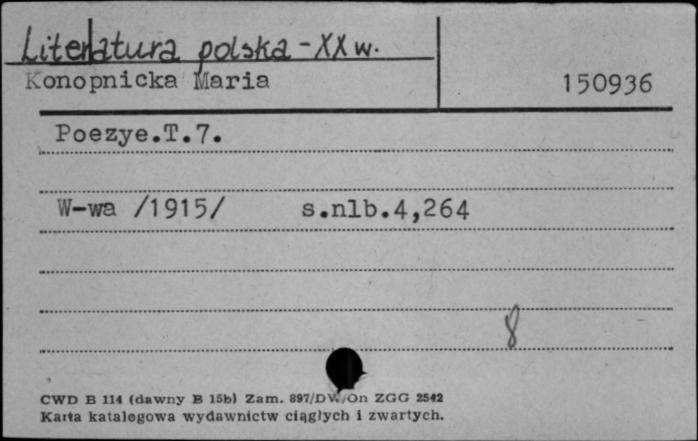 Literatura polska - XX w.
Konopnicka Maria
150936
Poezye.T.7.
W-wa /1915/ s.nlb.4,264
8
CWD B 114 (dawny B 15b) Zam. 897/DW/On ZGG 2542
Karta katalogowa wydawnictw ciągłych i zwartych.